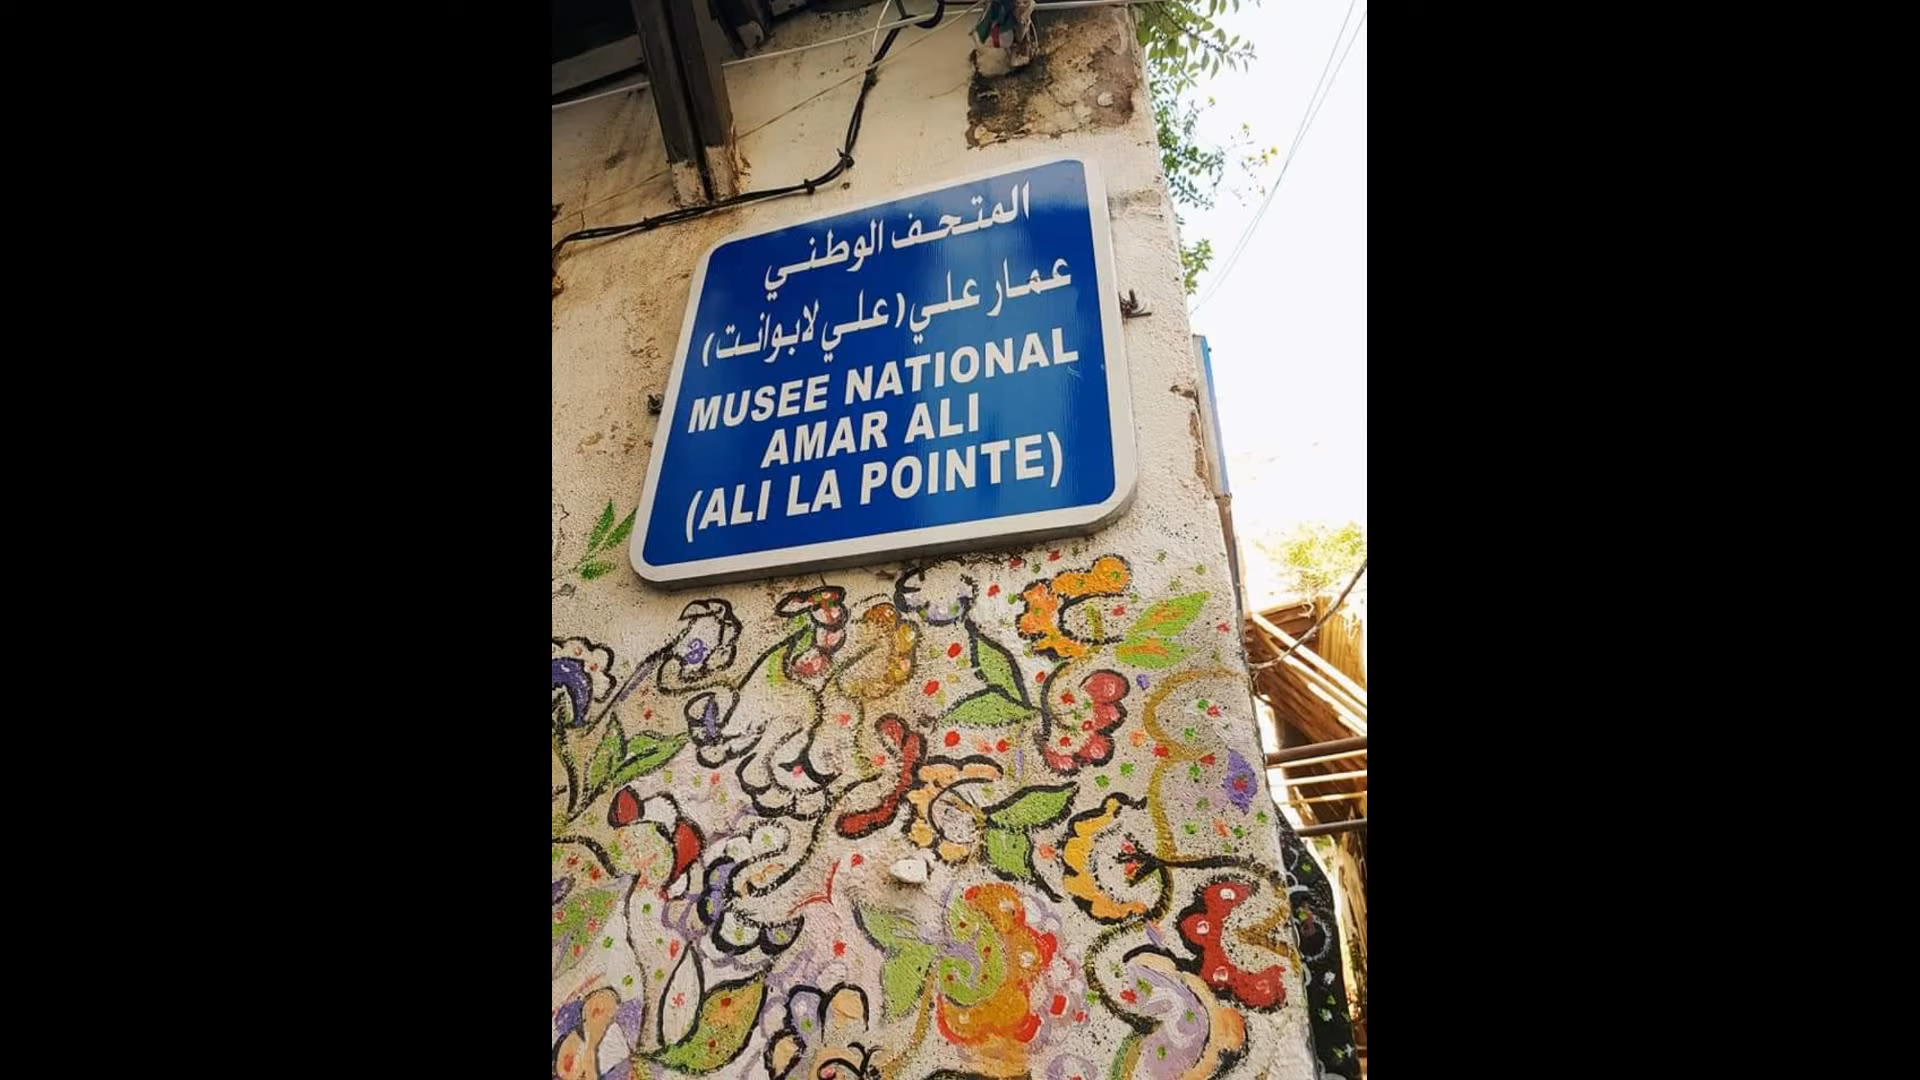 المتحف الوطني
عمار علي (علي لابوانت)
MUSEE NATIONAL
AMAR ALI
(ALI LA POINTE)